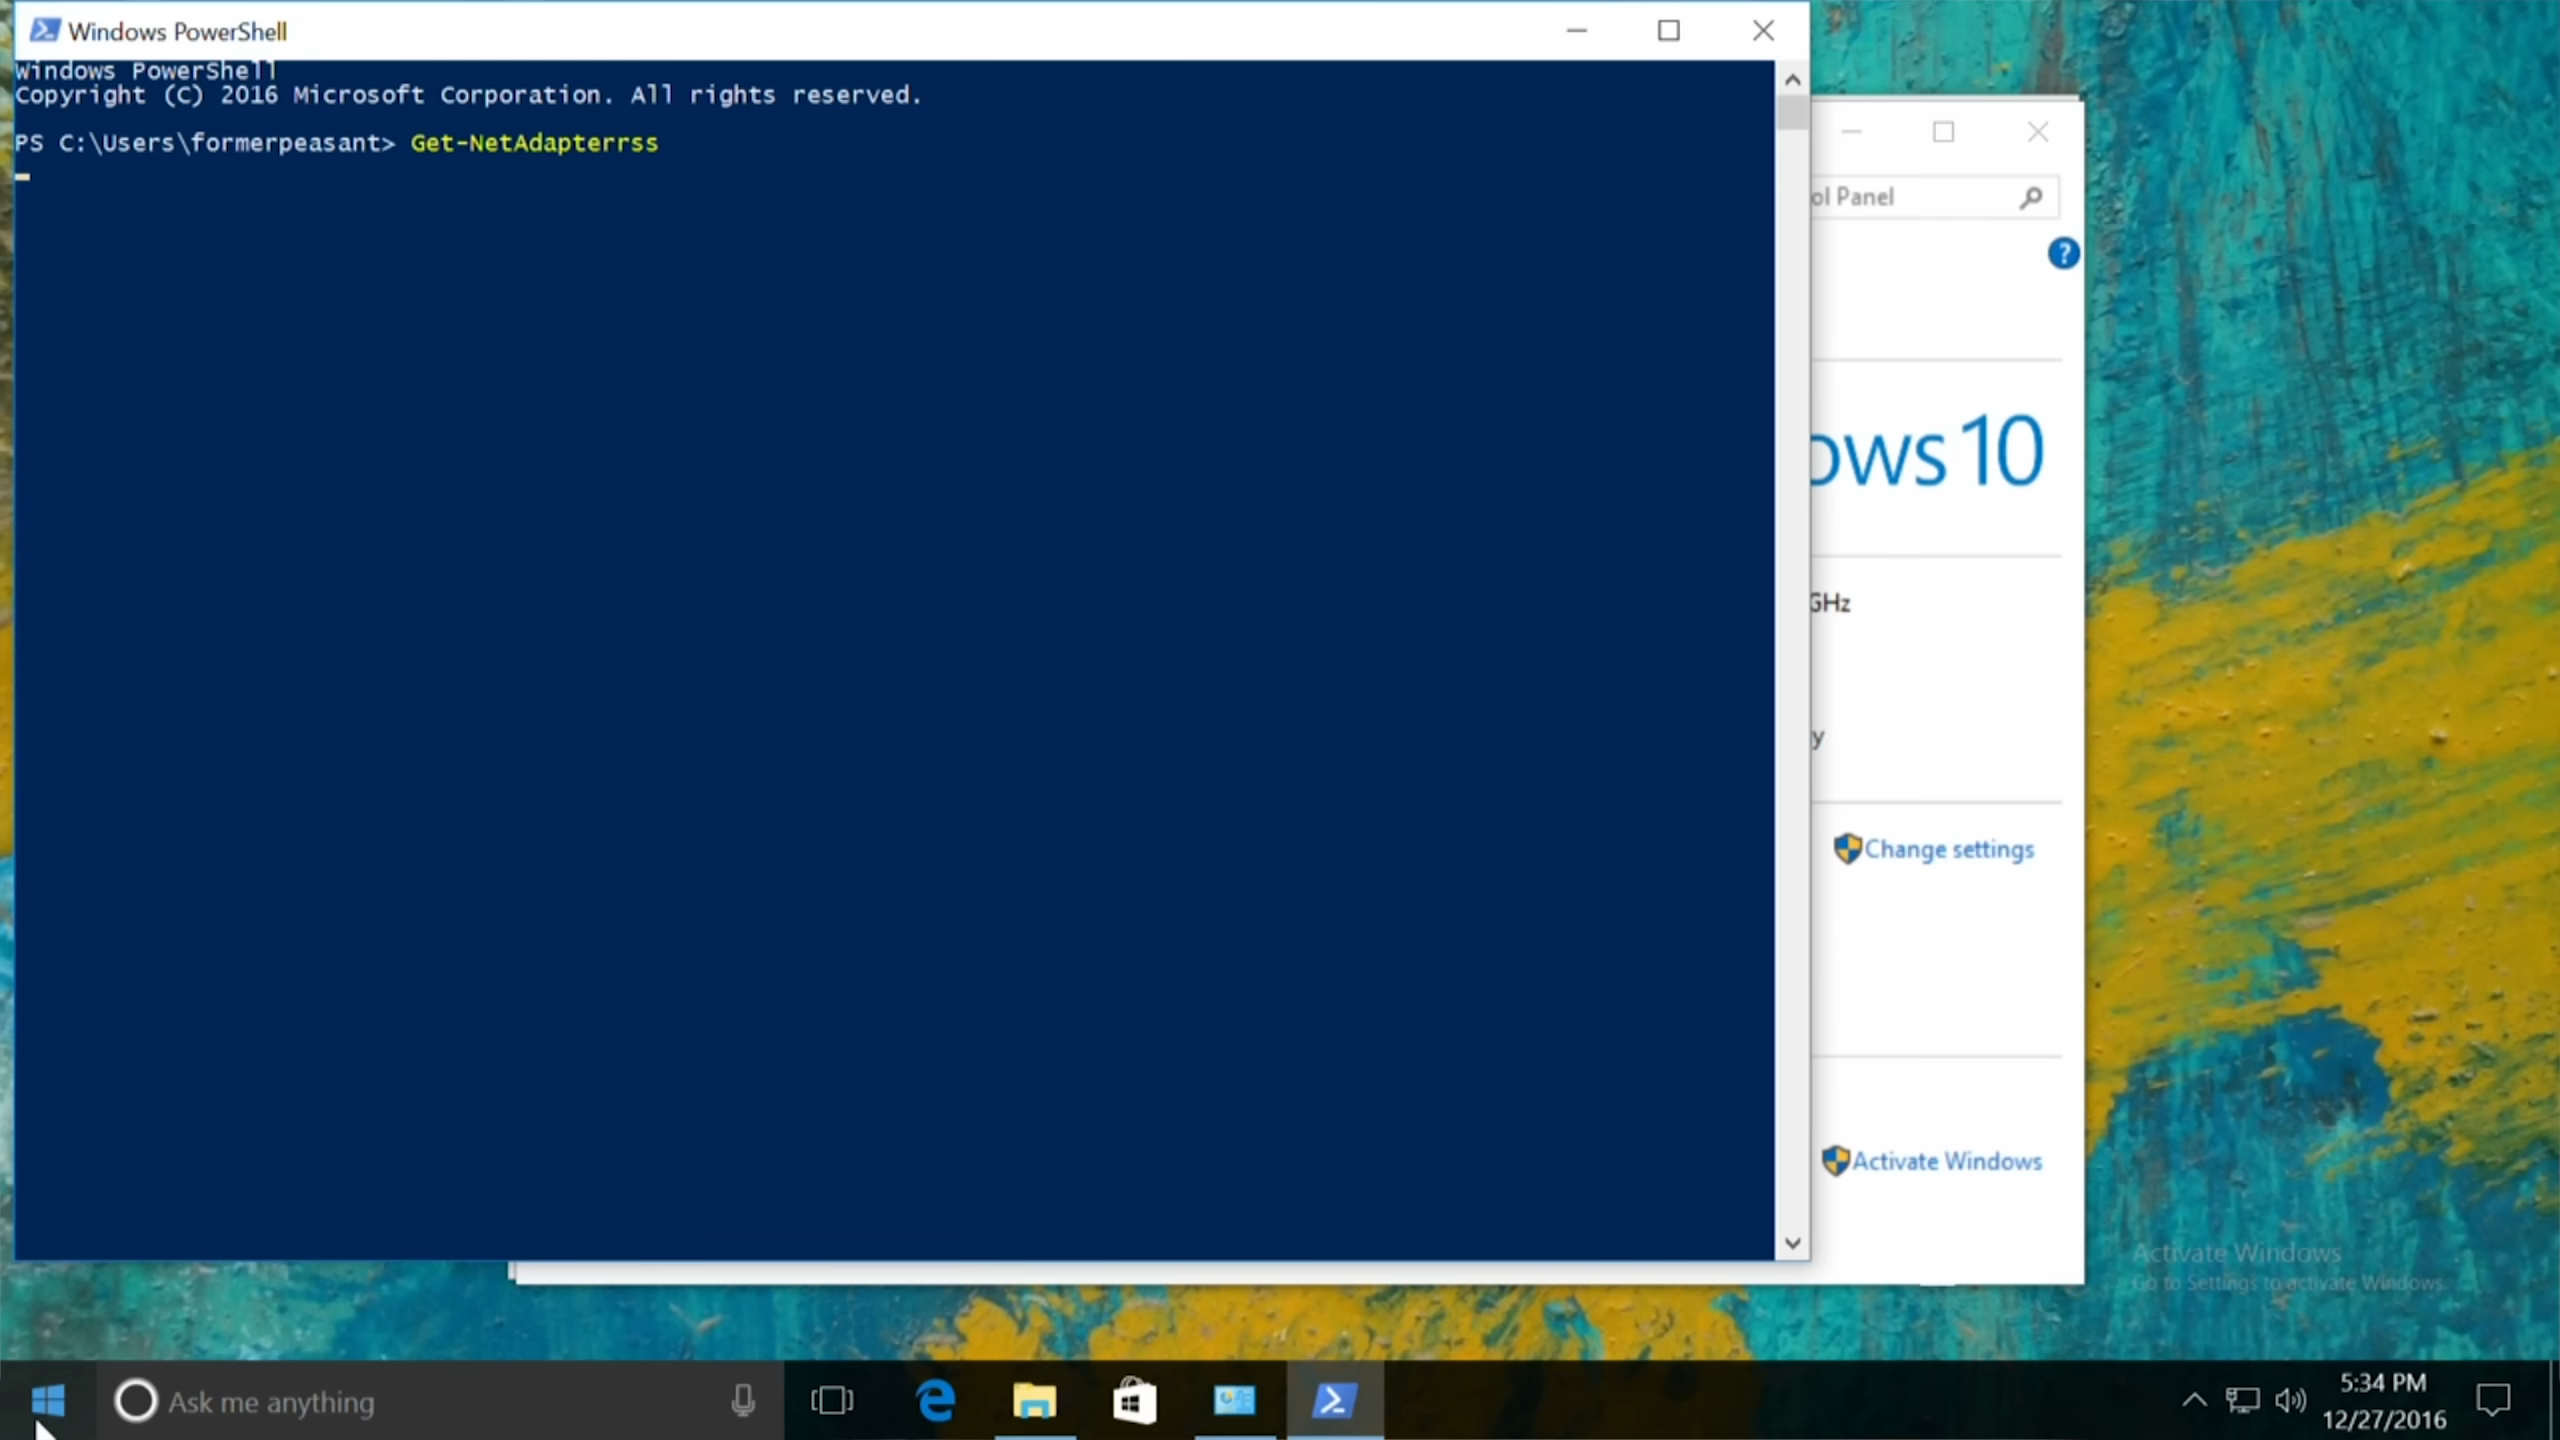 Windows PowerShell
Windows PowerShell
Copyright (C) 2016 Microsoft Corporation. All rights reserved.
PS C:\Users\formerpeasant> Get-NetAdapterrss
ol Panel
?
ows 10
GHz
y
Change settings
Activate Windows
Activate Windows
Go to Settings to activate Windows.
Ask me anything
5:34 PM
12/27/2016